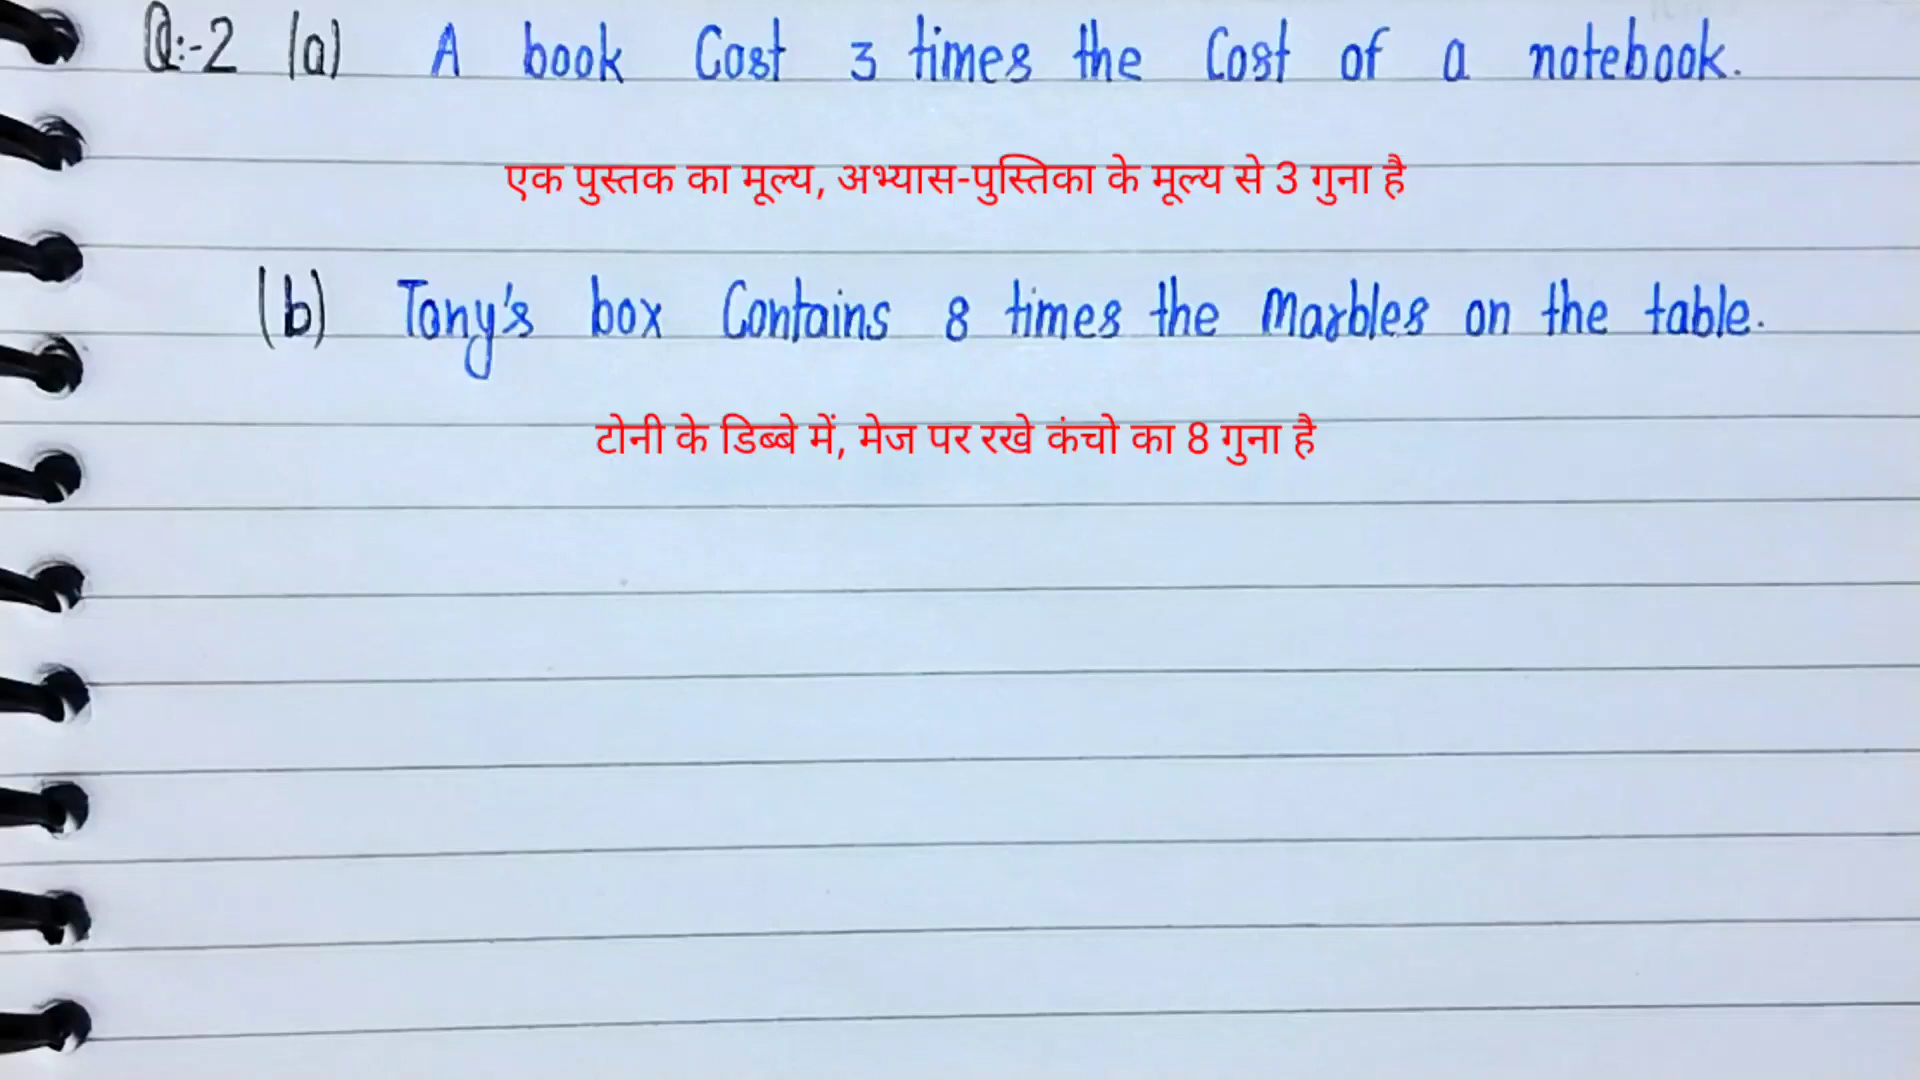 Q:-2 (a) A book Cost 3 times the Cost of a notebook.
एक पुस्तक का मूल्य, अभ्यास-पुस्तिका के मूल्य से 3 गुना है
(b) Tony's box Contains 8 times the Marbles on the table.
टोनी के डिब्बे में, मेज पर रखे कंचो का 8 गुना है